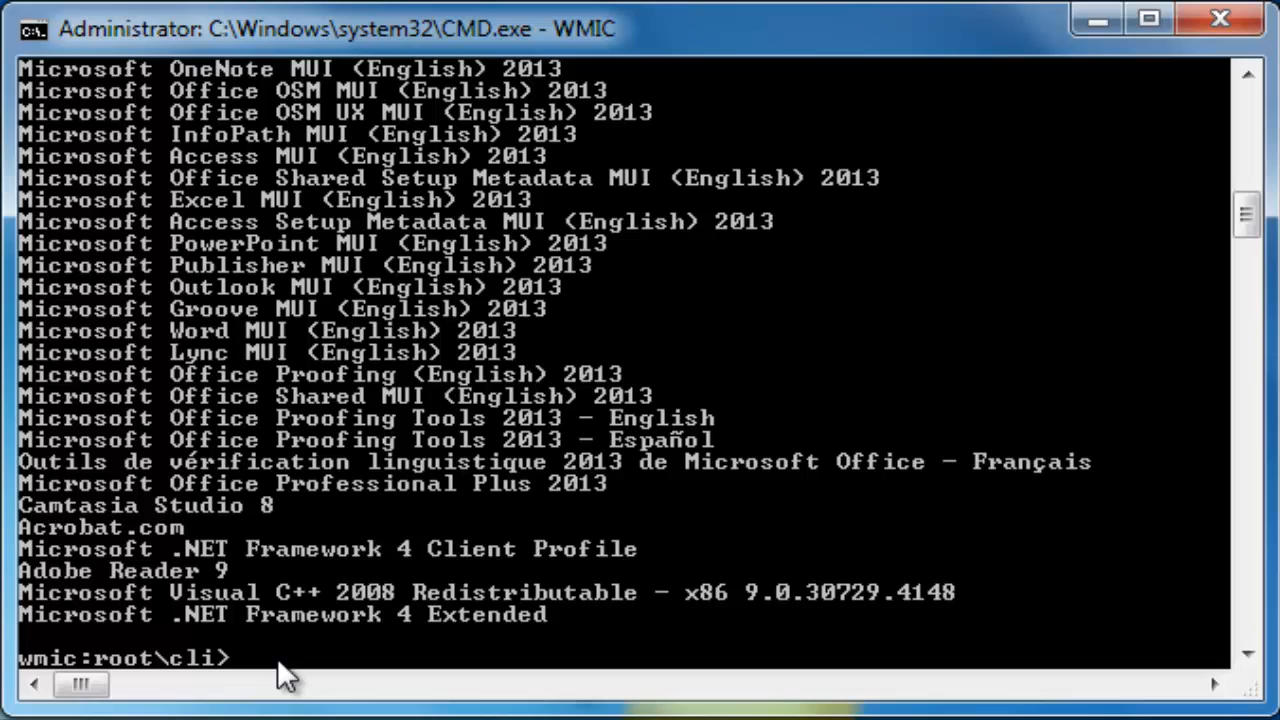 Administrator: C:\Windows\system32\CMD.exe - WMIC
Microsoft OneNote MUI (English) 2013
Microsoft Office OSM MUI (English) 2013
Microsoft Office OSM UX MUI (English) 2013
Microsoft InfoPath MUI (English) 2013
Microsoft Access MUI (English) 2013
Microsoft Office Shared Setup Metadata MUI (English) 2013
Microsoft Excel MUI (English) 2013
Microsoft Access Setup Metadata MUI (English) 2013
Microsoft PowerPoint MUI (English) 2013
Microsoft Publisher MUI (English) 2013
Microsoft Outlook MUI (English) 2013
Microsoft Groove MUI (English) 2013
Microsoft Word MUI (English) 2013
Microsoft Lync MUI (English) 2013
Microsoft Office Proofing (English) 2013
Microsoft Office Shared MUI (English) 2013
Microsoft Office Proofing Tools 2013 - English
Microsoft Office Proofing Tools 2013 - Español
Outils de vérification linguistique 2013 de Microsoft Office - Français
Microsoft Office Professional Plus 2013
Camtasia Studio 8
Acrobat.com
Microsoft .NET Framework 4 Client Profile
Adobe Reader 9
Microsoft Visual C++ 2008 Redistributable - x86 9.0.30729.4148
Microsoft .NET Framework 4 Extended
wmic:root\cli>